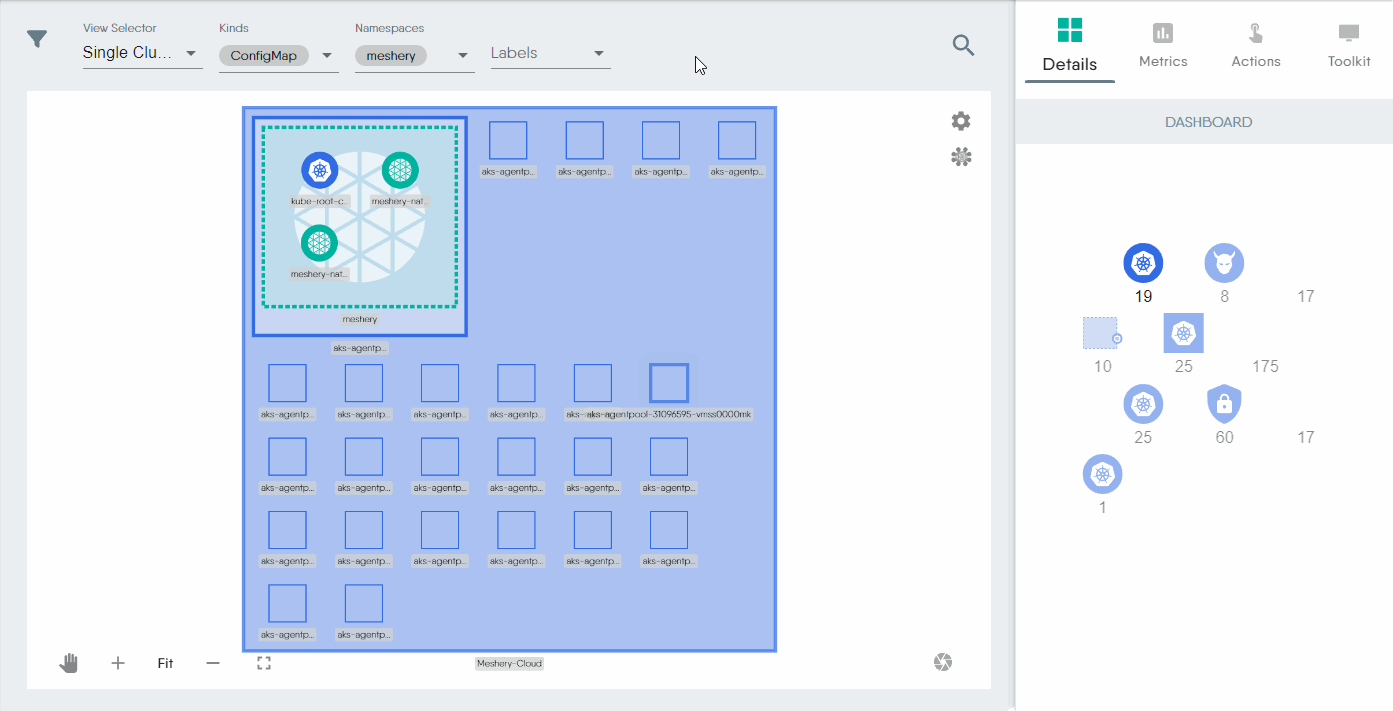 View Selector
Single Clu...
Kinds
ConfigMap
Namespaces
meshery
Labels
Details
Metrics
Actions
Toolkit
DASHBOARD
aks-agentp...
aks-agentp...
aks-agentp...
aks-agentp...
kube-root-c...
meshery-nat...
meshery-nat...
meshery
aks-agentp...
aks-agentp...
aks-agentp...
aks-agentp...
aks-agentp...
aks-agentpool-31096595-vmss0000mk
aks-agentp...
aks-agentp...
aks-agentp...
aks-agentp...
aks-agentp...
aks-agentp...
aks-agentp...
aks-agentp...
aks-agentp...
aks-agentp...
aks-agentp...
aks-agentp...
aks-agentp...
aks-agentp...
Meshery-Cloud
Fit
19
8
17
10
25
175
25
60
17
1